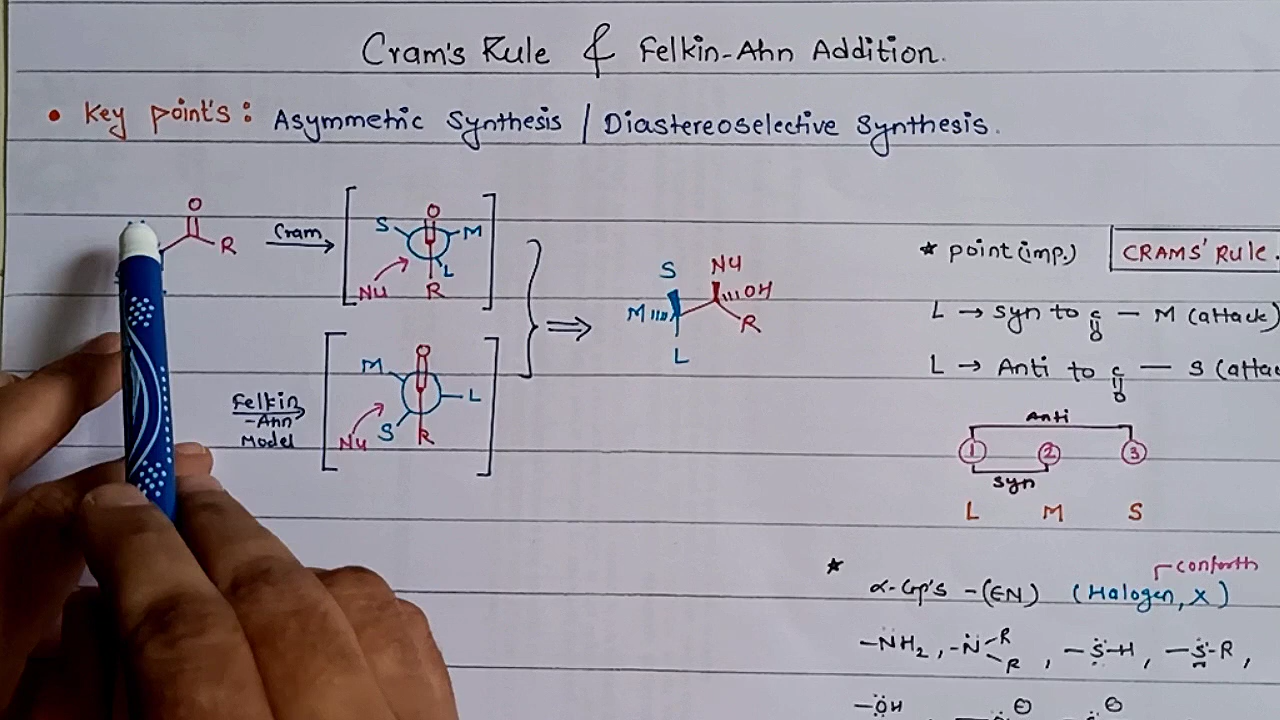 Cram's Rule & Felkin-Ahn Addition.
• Key point's : Asymmetric Synthesis / Diastereoselective Synthesis.
O
R
Cram
O
S
M
L
Nu
R
Felkin
-Ahn
Model
O
M
L
S
Nu
R
S
Nu
M
OH
R
L
* point (imp.) CRAMS' RULE.
L → syn to C=O — M (attack)
L → Anti to C=O — S (atta
Anti
1 2 3
syn
L M S
* conforth
α-Gp's - (EN) (Halogen, X)
-NH₂, -N-R
R
, -S-H, -S-R,
-OH ⊖ ⊖